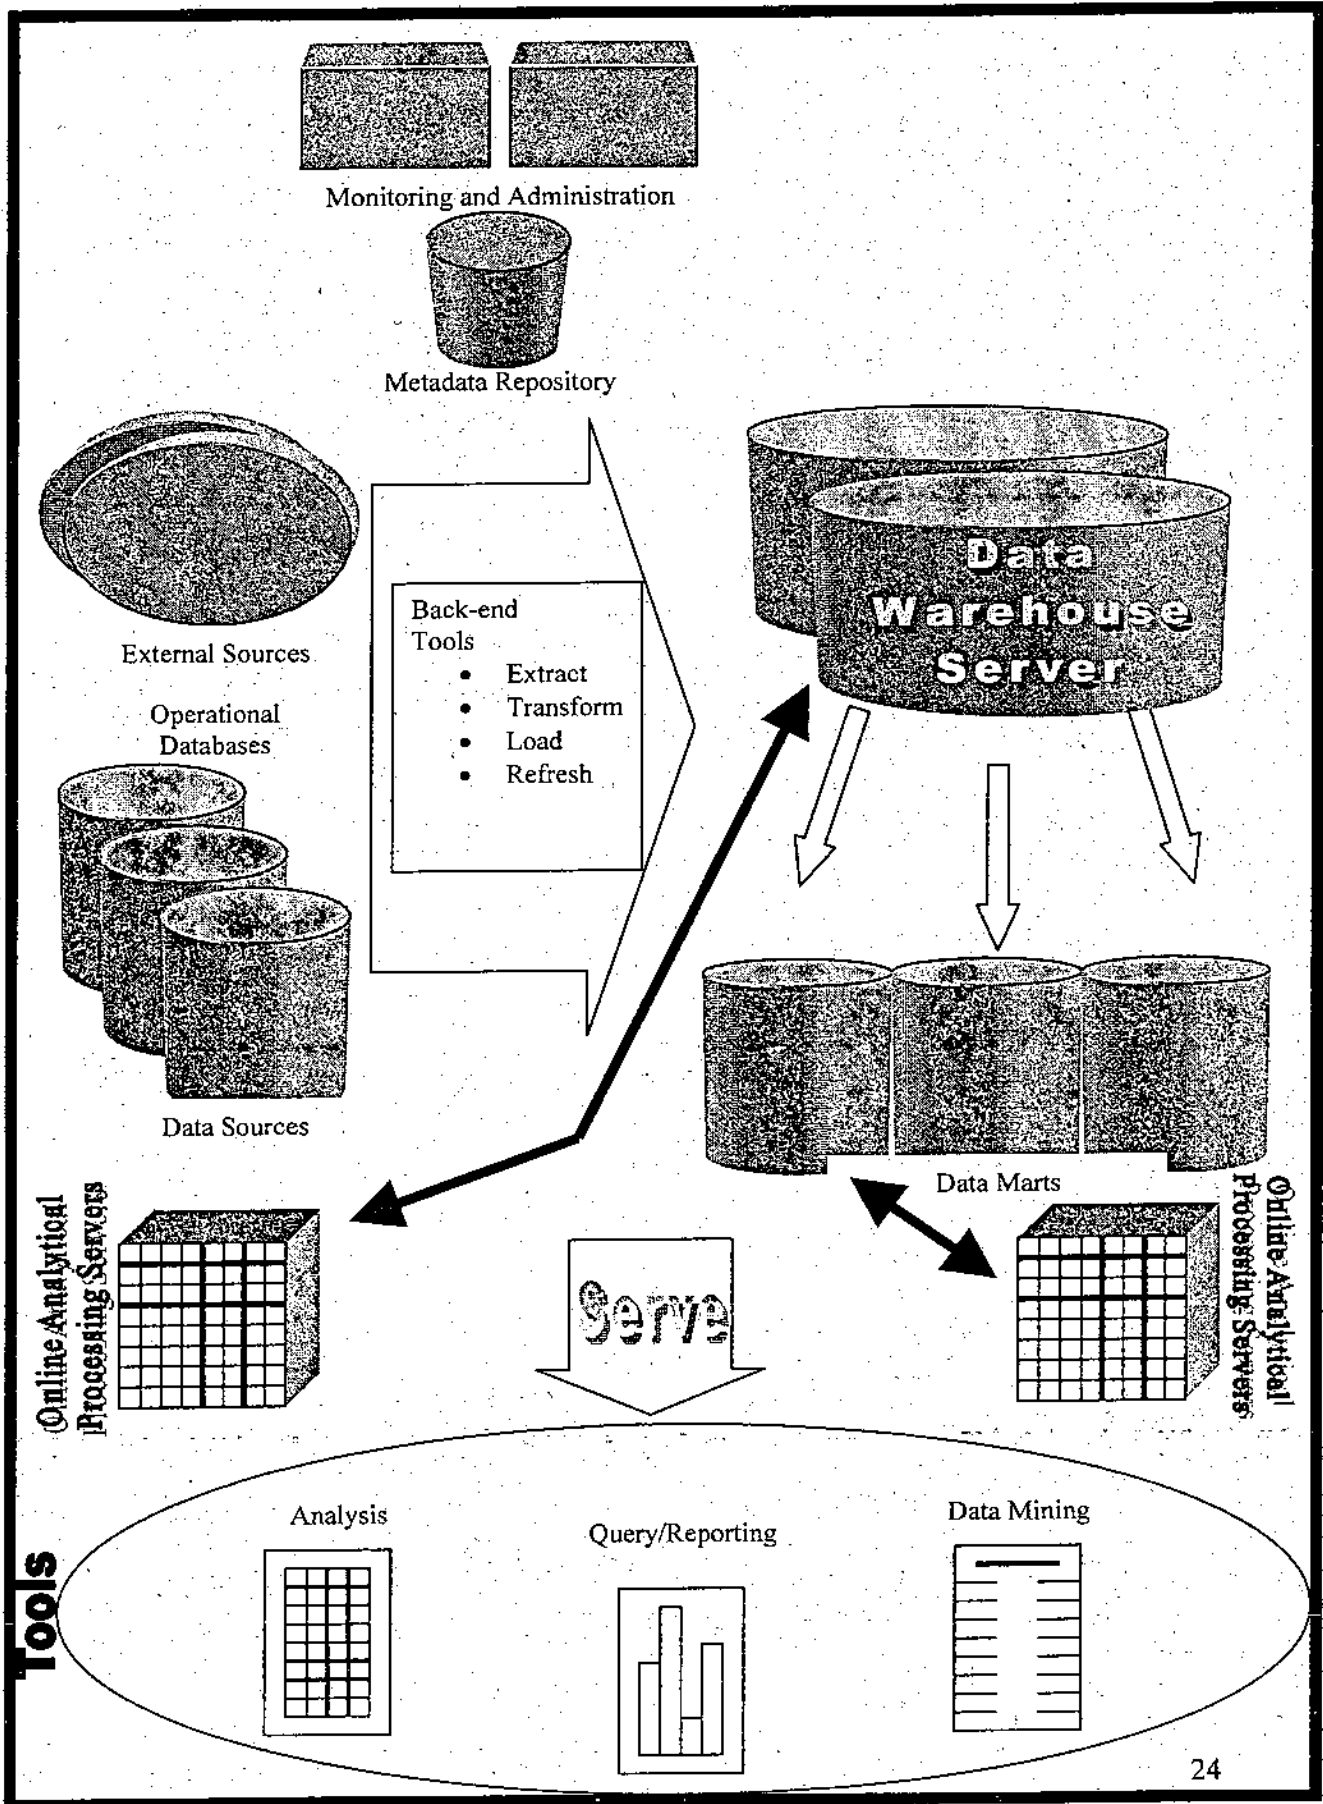 Monitoring and Administration
Metadata Repository
External Sources
Operational
Databases
Data Sources
Back-end
Tools
• Extract
• Transform
• Load
• Refresh
Data
Warehouse
Server
Data Marts
Online Analytical
Processing Servers
Online Analytical
Processing Servers
Serve
Tools
Analysis
Query/Reporting
Data Mining
24